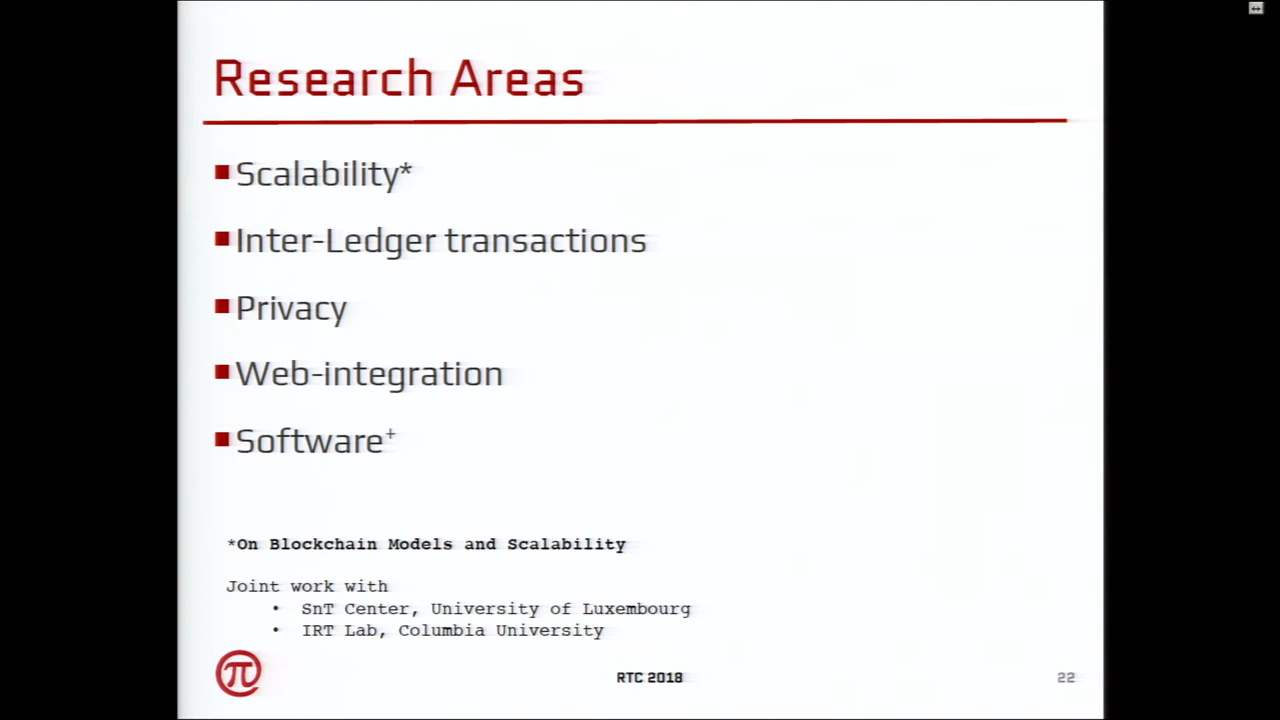 Research Areas
Scalability*
Inter-Ledger transactions
Privacy
Web-integration
Software+
*On Blockchain Models and Scalability
Joint work with
• SnT Center, University of Luxembourg
• IRT Lab, Columbia University
RTC 2018
22